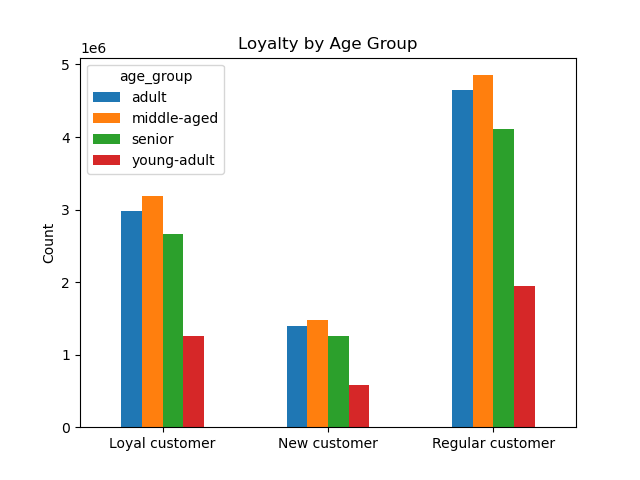 Loyalty by Age Group
1e6
age_group
adult
middle-aged
senior
young-adult
5
4
3
2
1
0
Count
Loyal customer
New customer
Regular customer